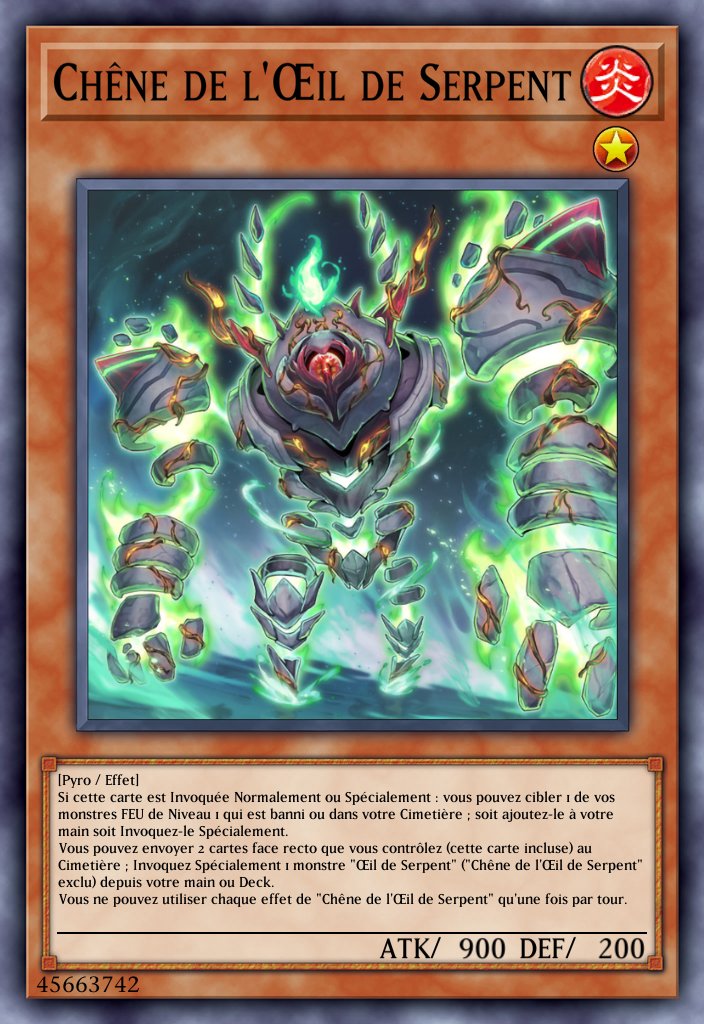 Chêne de l'Œil de Serpent
炎
[Pyro / Effet]
Si cette carte est Invoquée Normalement ou Spécialement : vous pouvez cibler 1 de vos
monstres FEU de Niveau 1 qui est banni ou dans votre Cimetière ; soit ajoutez-le à votre
main soit Invoquez-le Spécialement.
Vous pouvez envoyer 2 cartes face recto que vous contrôlez (cette carte incluse) au
Cimetière ; Invoquez Spécialement 1 monstre "Œil de Serpent" ("Chêne de l'Œil de Serpent"
exclu) depuis votre main ou Deck.
Vous ne pouvez utiliser chaque effet de "Chêne de l'Œil de Serpent" qu'une fois par tour.
ATK/ 900 DEF/ 200
45663742